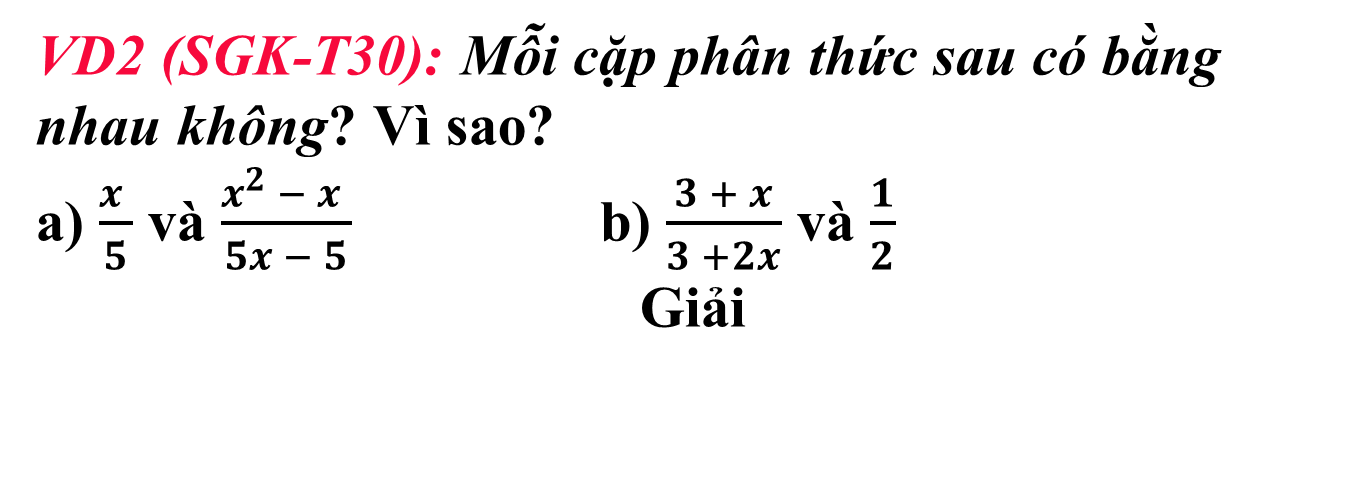 VD2 (SGK-T30): Mỗi cặp phân thức sau có bằng
nhau không? Vì sao?
a) x/5 và (x² − x)/(5x − 5) b) (3 + x)/(3 +2x) và 1/2
Giải